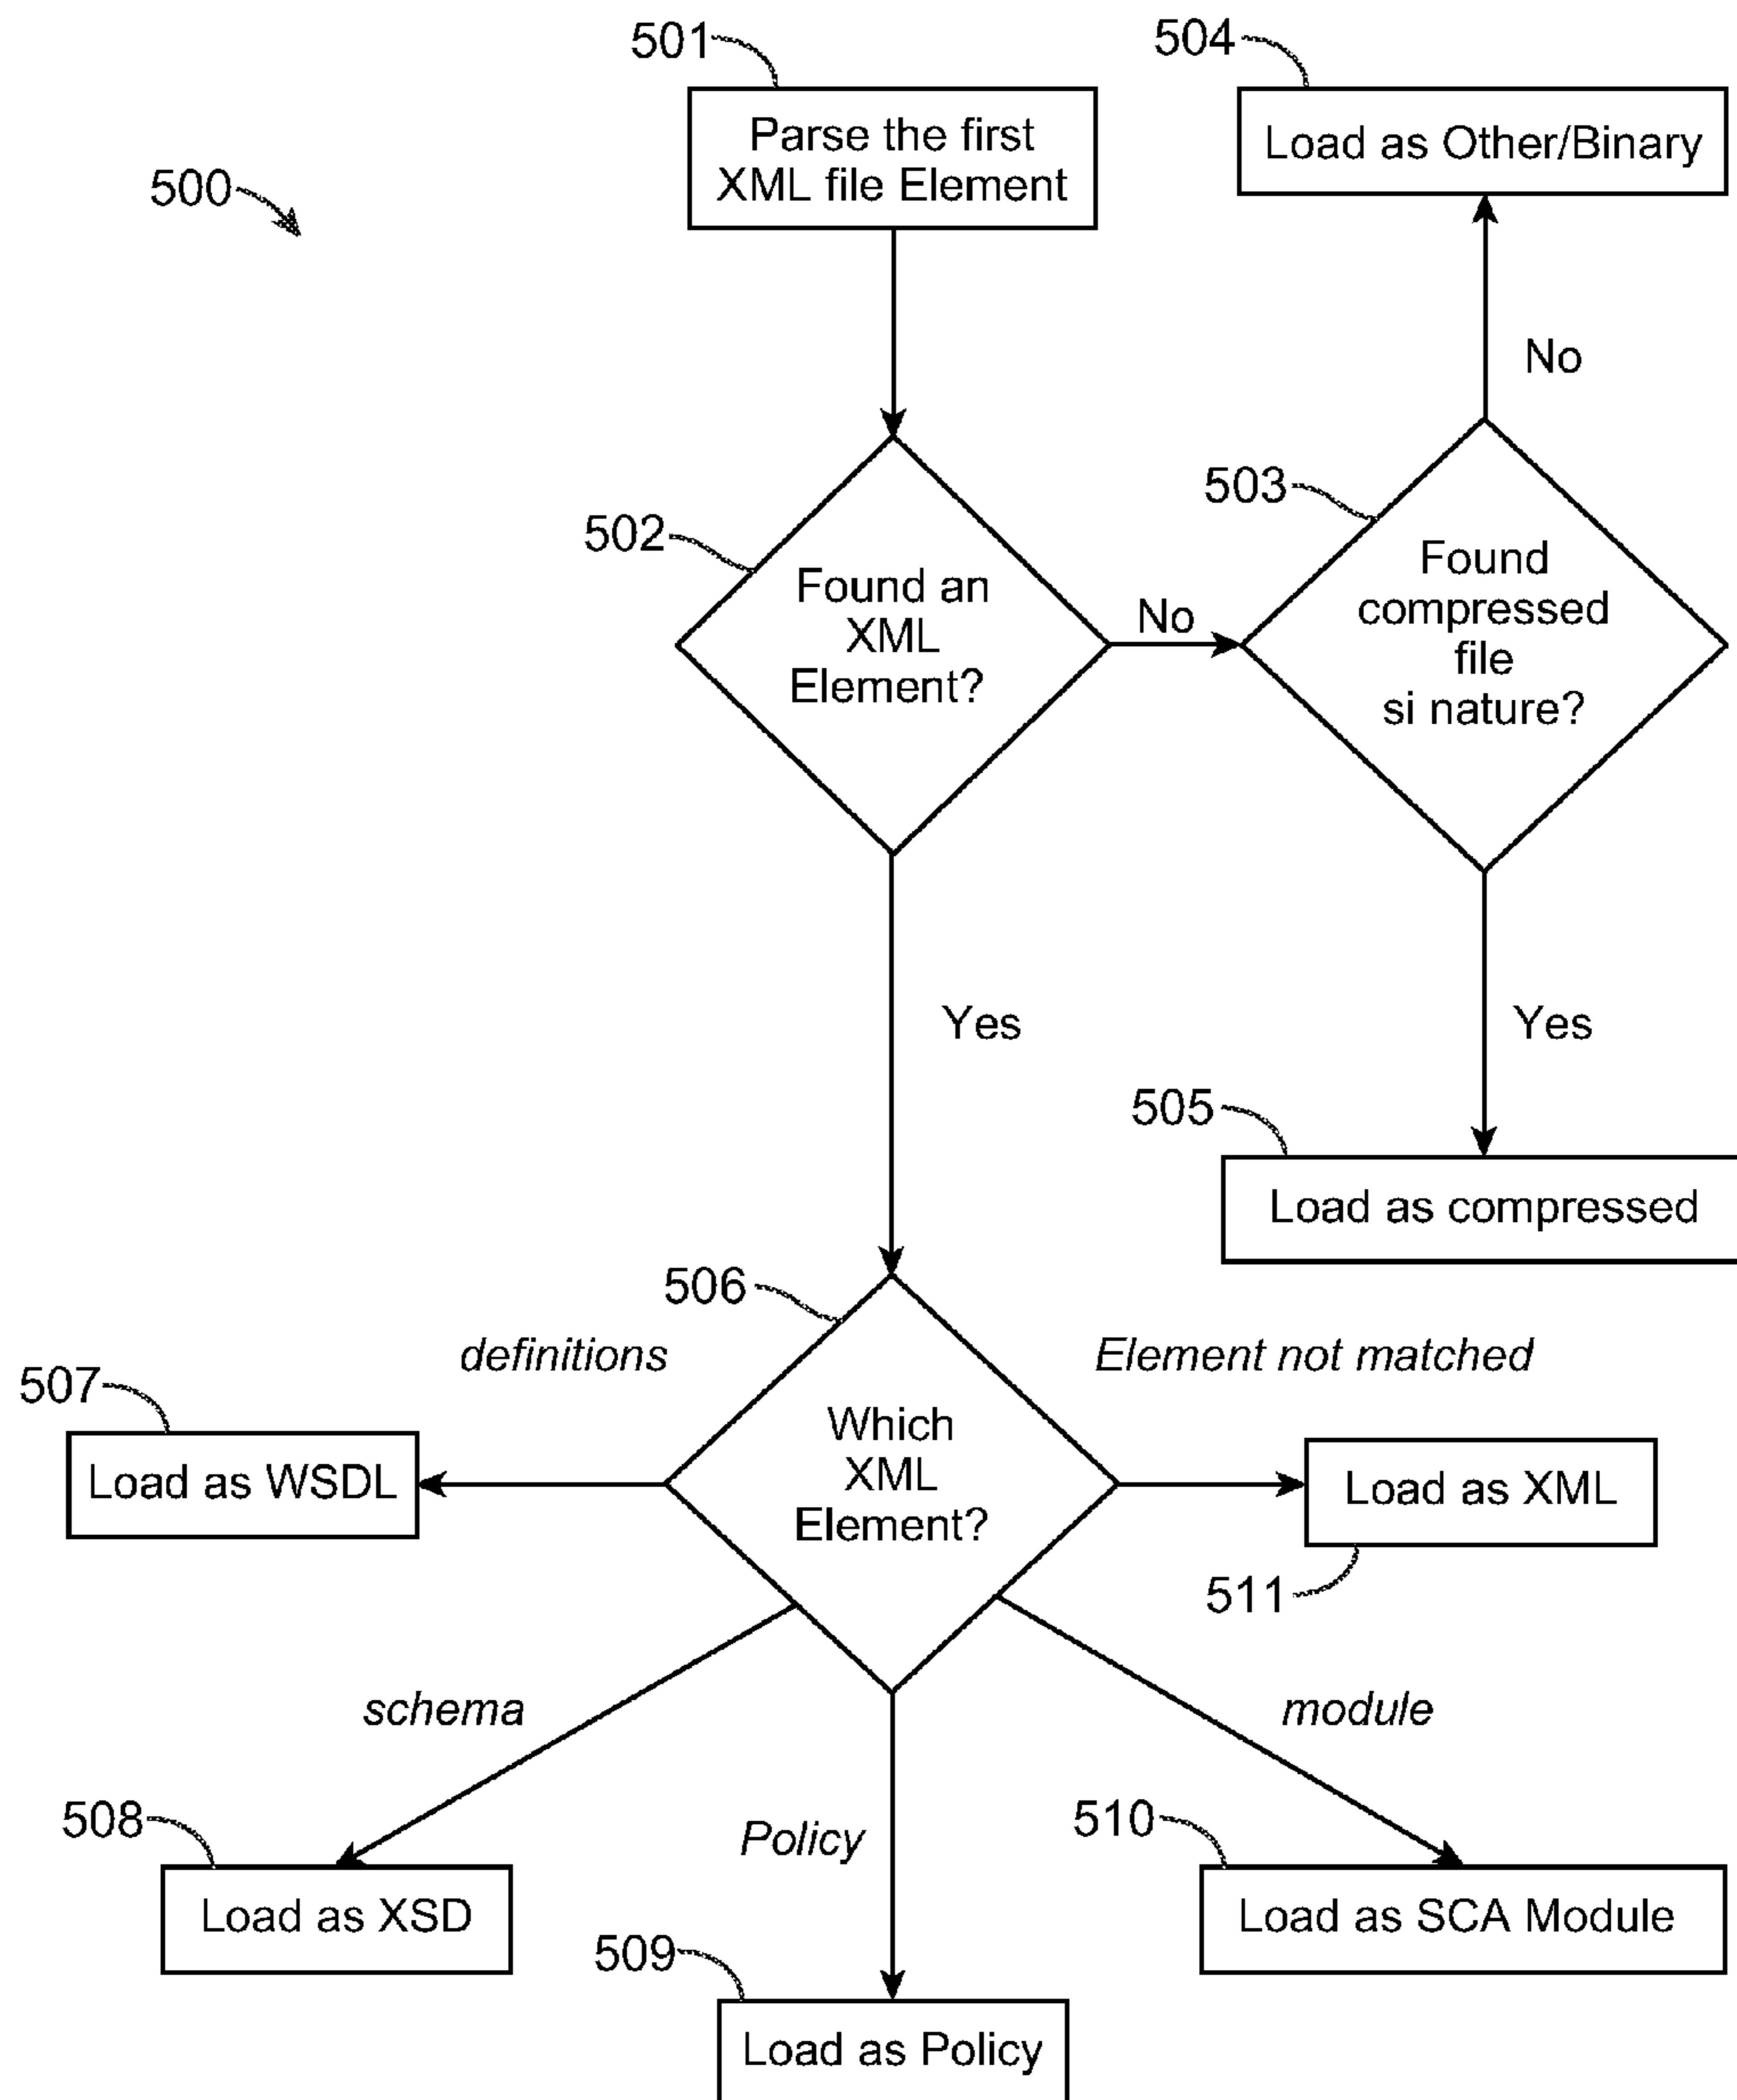 501
504
Parse the first
XML file Element
Load as Other/Binary
500
No
503
502
Found
compressed
file
si nature?
Found an
XML
Element?
No
Yes
Yes
505
Load as compressed
506
definitions
Element not matched
507
Which
XML
Element?
Load as WSDL
Load as XML
511
schema
module
508
Policy
510
Load as XSD
Load as SCA Module
509
Load as Policy